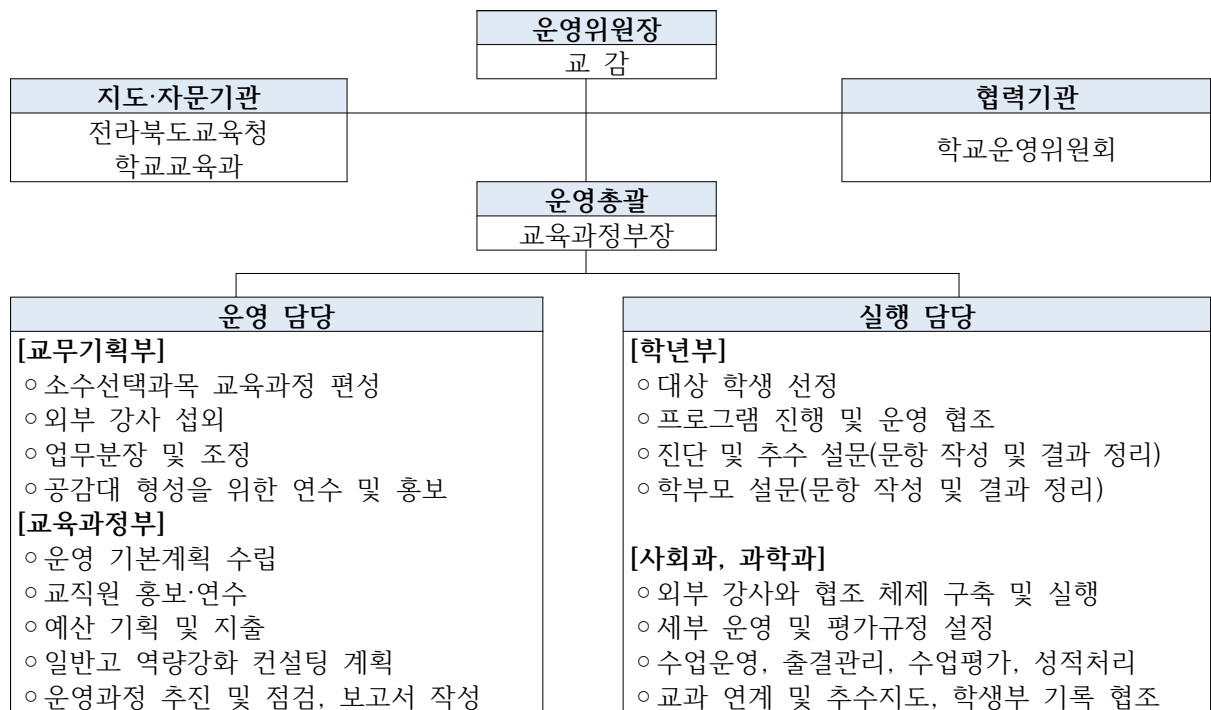 운영위원장
교 감
지도·자문기관
전라북도교육청
학교교육과
협력기관
학교운영위원회
운영총괄
교육과정부장
운영 담당
[교무기획부]
○소수선택과목 교육과정 편성
○외부 강사 섭외
○업무분장 및 조정
○공감대 형성을 위한 연수 및 홍보
[교육과정부]
○운영 기본계획 수립
○교직원 홍보·연수
○예산 기획 및 지출
○일반고 역량강화 컨설팅 계획
○운영과정 추진 및 점검, 보고서 작성
실행 담당
[학년부]
○대상 학생 선정
○프로그램 진행 및 운영 협조
○진단 및 추수 설문(문항 작성 및 결과 정리)
○학부모 설문(문항 작성 및 결과 정리)
[사회과, 과학과]
○외부 강사와 협조 체제 구축 및 실행
○세부 운영 및 평가규정 설정
○수업운영, 출결관리, 수업평가, 성적처리
○교과 연계 및 추수지도, 학생부 기록 협조